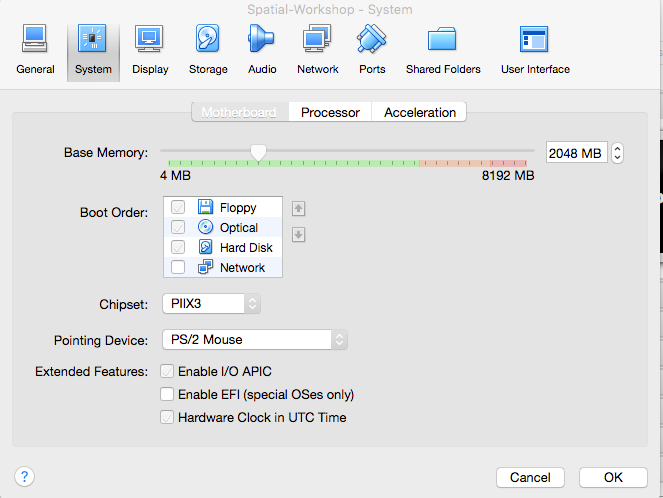 Spatial-Workshop - System
General System Display Storage Audio Network Ports Shared Folders User Interface
Motherboard Processor Acceleration
Base Memory: 2048 MB
4 MB 8192 MB
Boot Order: Floppy
Optical
Hard Disk
Network
Chipset: PIIX3
Pointing Device: PS/2 Mouse
Extended Features: Enable I/O APIC
Enable EFI (special OSes only)
Hardware Clock in UTC Time
? Cancel OK